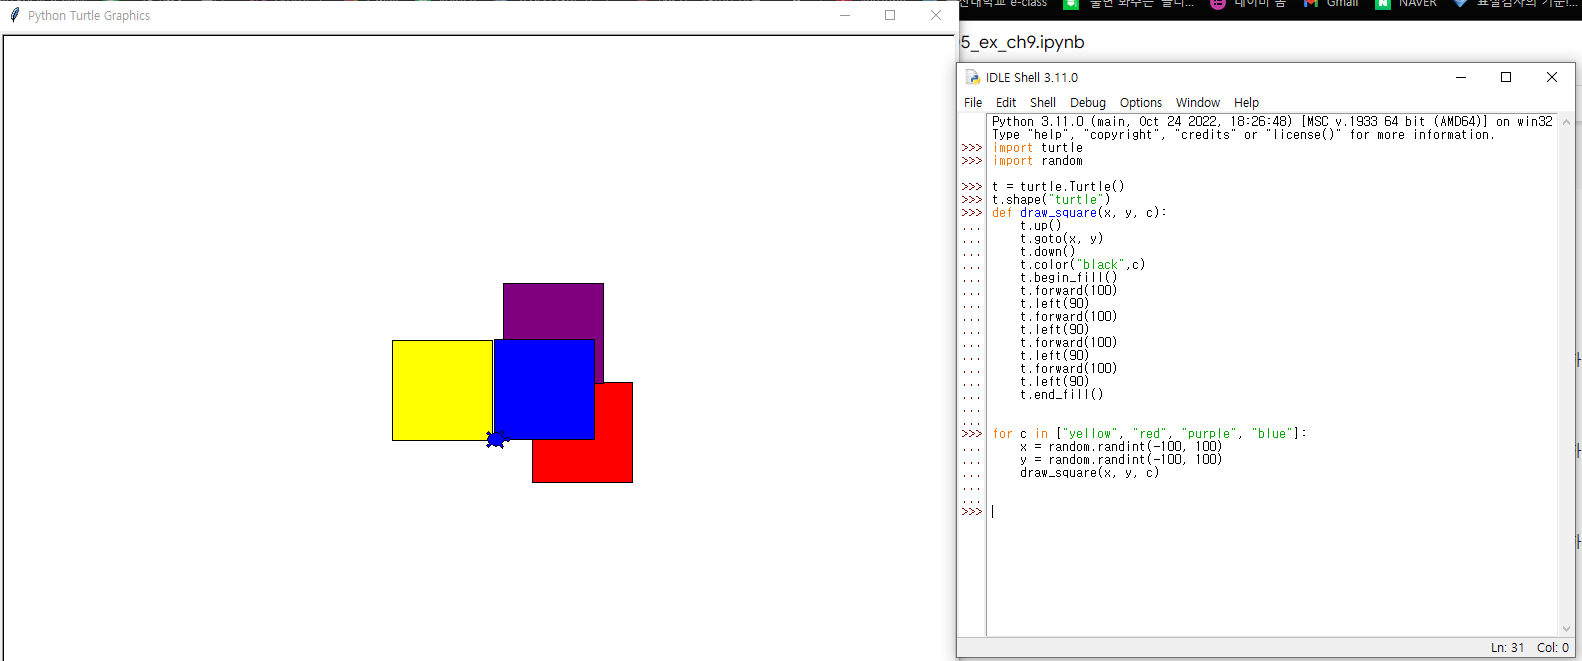 Python Turtle Graphics
e-class
Gmail
NAVER
5_ex_ch9.ipynb
IDLE Shell 3.11.0
File Edit Shell Debug Options Window Help
Python 3.11.0 (main, Oct 24 2022, 18:26:48) [MSC v.1933 64 bit (AMD64)] on win32
Type "help", "copyright", "credits" or "license()" for more information.
>>> import turtle
>>> import random
>>> t = turtle.Turtle()
>>> t.shape("turtle")
>>> def draw_square(x, y, c):
...     t.up()
...     t.goto(x, y)
...     t.down()
...     t.color("black",c)
...     t.begin_fill()
...     t.forward(100)
...     t.left(90)
...     t.forward(100)
...     t.left(90)
...     t.forward(100)
...     t.left(90)
...     t.forward(100)
...     t.left(90)
...     t.end_fill()
...
...
>>> for c in ["yellow", "red", "purple", "blue"]:
...     x = random.randint(-100, 100)
...     y = random.randint(-100, 100)
...     draw_square(x, y, c)
...
...
>>>
Ln: 31 Col: 0